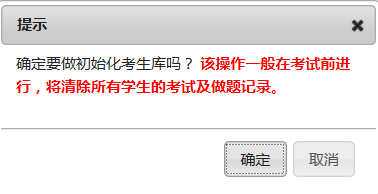 提示
确定要做初始化考生库吗？该操作一般在考试前进
行，将清除所有学生的考试及做题记录。
确定 取消